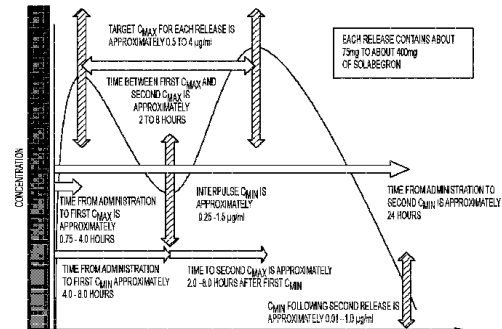 TARGET CMAX FOR EACH RELEASE IS
APPROXIMATELY 0.5 TO 4 µg/ml
EACH RELEASE CONTAINS ABOUT
75mg TO ABOUT 400mg
OF SOLABEGRON
TIME BETWEEN FIRST CMAX AND
SECOND CMAX IS
APPROXIMATELY
2 TO 8 HOURS
CONCENTRATION
TIME FROM ADMINISTRATION
TO FIRST CMAX IS
APPROXIMATELY
0.75-4.0 HOURS
INTERPULSE CMIN IS
APPROXIMATELY
0.25-1.5 µg/ml
TIME FROM ADMINISTRATION TO
SECOND CMIN IS APPROXIMATELY
24 HOURS
TIME FROM ADMINISTRATION
TO FIRST CMIN APPROXIMATELY
4.0-8.0 HOURS
TIME TO SECOND CMAX IS APPROXIMATELY
2.0-8.0 HOURS AFTER FIRST CMIN
CMIN FOLLOWING SECOND RELEASE IS
APPROXIMATELY 0.01-1.0 µg/ml